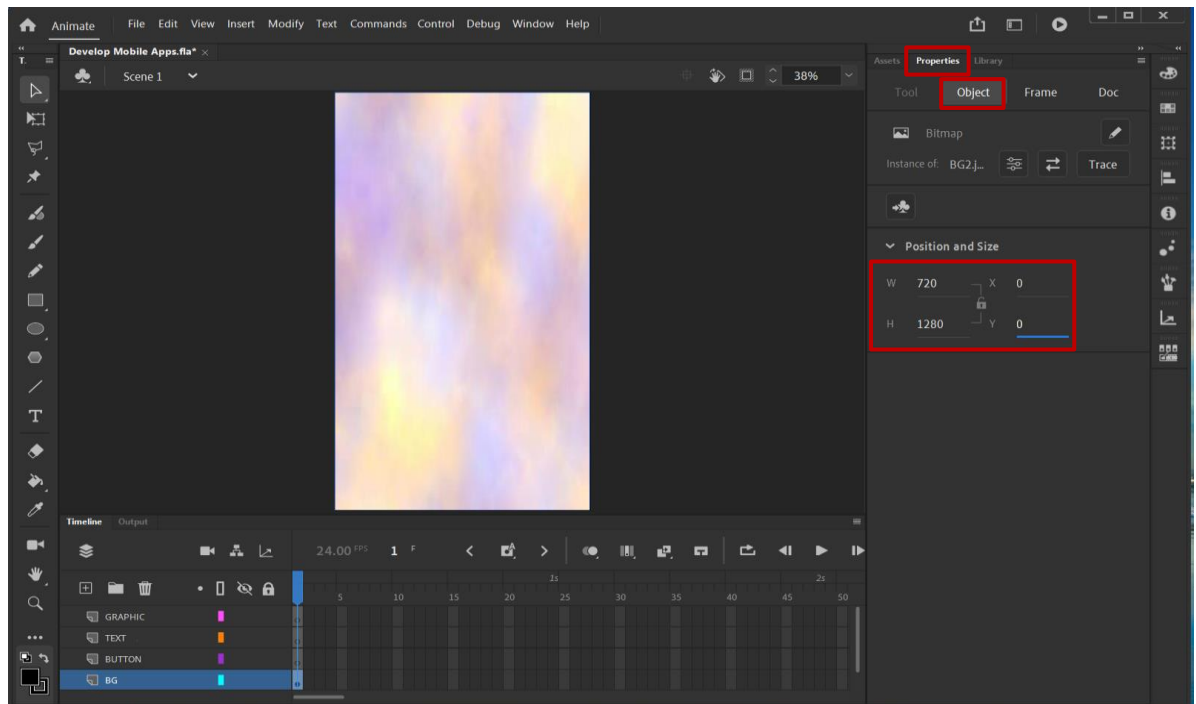 Animate File Edit View Insert Modify Text Commands Control Debug Window Help
Develop Mobile Apps.fla* ×
Scene 1
38%
Assets Properties Library
Tool Object Frame Doc
Bitmap
Instance of: BG2.j... Trace
Position and Size
W 720 X 0
H 1280 Y 0
Timeline Output
24.00 FPS 1 F
1s 2s
5 10 15 20 25 30 35 40 45 50
GRAPHIC
TEXT
BUTTON
BG